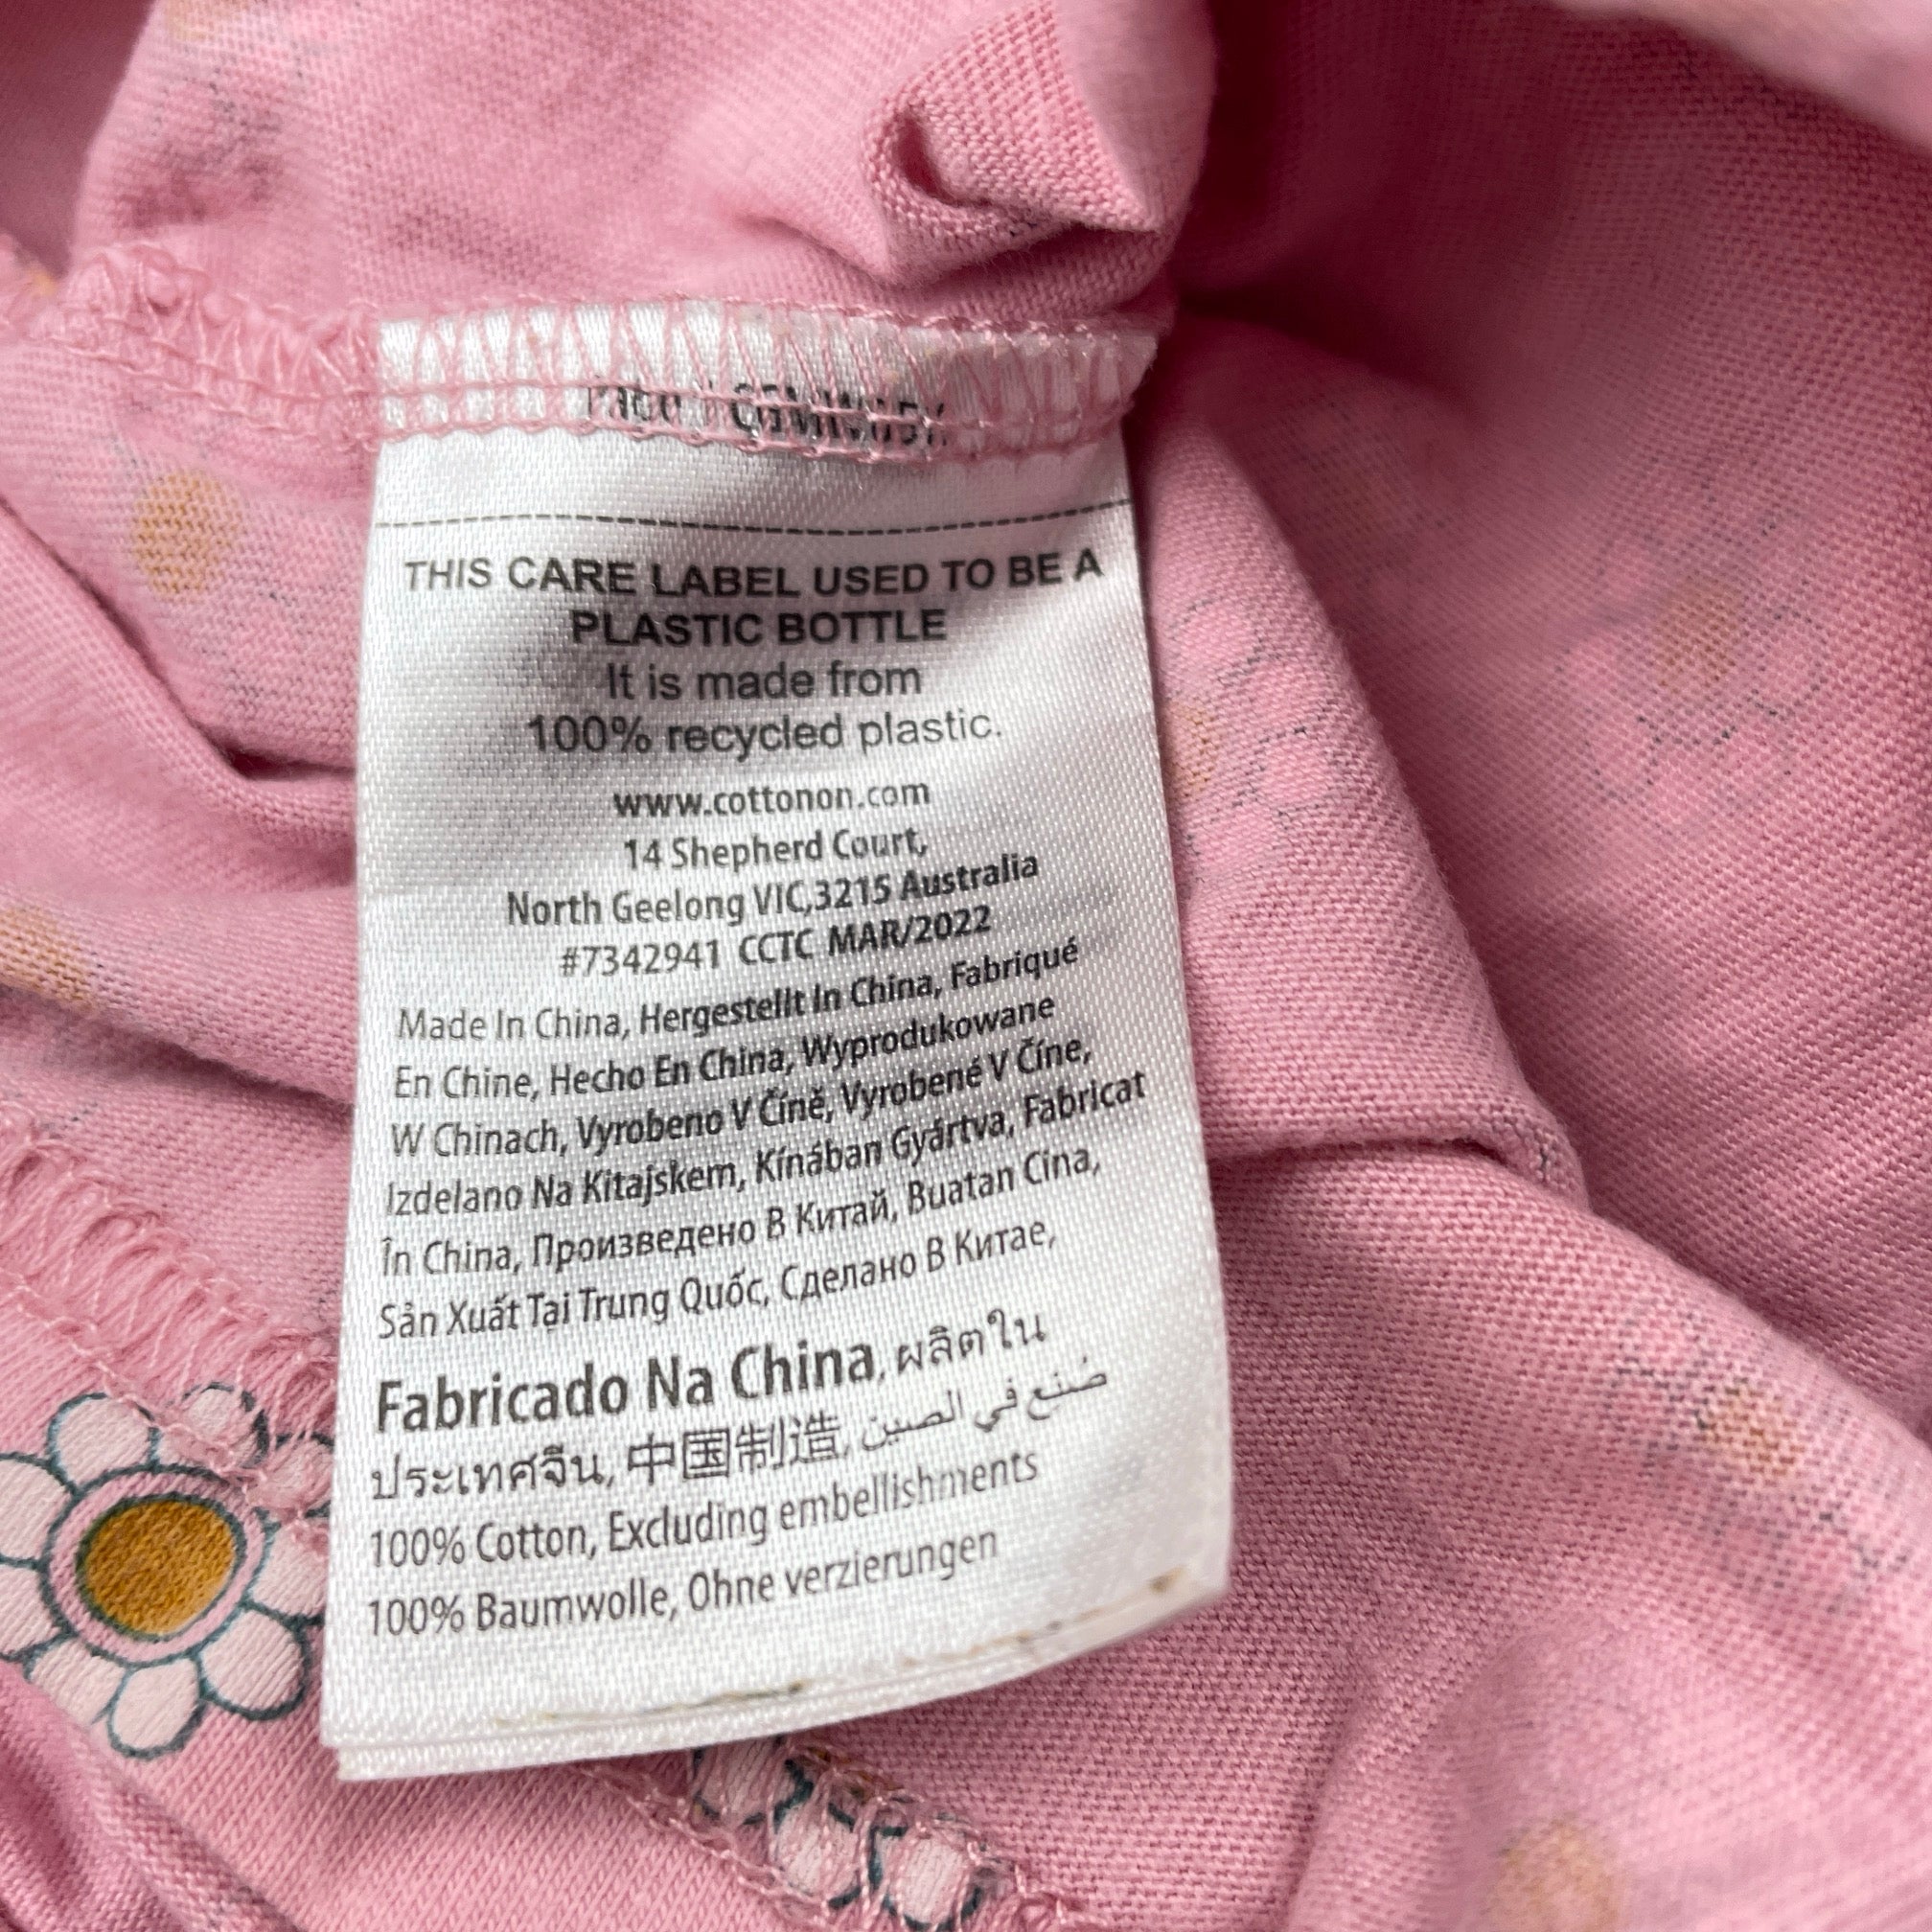 THIS CARE LABEL USED TO BE A
PLASTIC BOTTLE
It is made from
100% recycled plastic.
www.cottonon.com
14 Shepherd Court,
North Geelong VIC,3215 Australia
#7342941 CCTC MAR/2022
Made In China, Hergestellt In China, Fabriqué
En Chine, Hecho En China, Wyprodukowane
W Chinach, Vyrobeno V Číně, Vyrobené V Číne,
Izdelano Na Kitajskem, Kínában Gyártva, Fabricat
În China, Произведено В Китай, Buatan Cina,
Sản Xuất Tại Trung Quốc, Сделано В Китае,
Fabricado Na China, ผลิตใน
ประเทศจีน, 中国制造, صنع في الصين
100% Cotton, Excluding embellishments
100% Baumwolle, Ohne verzierungen